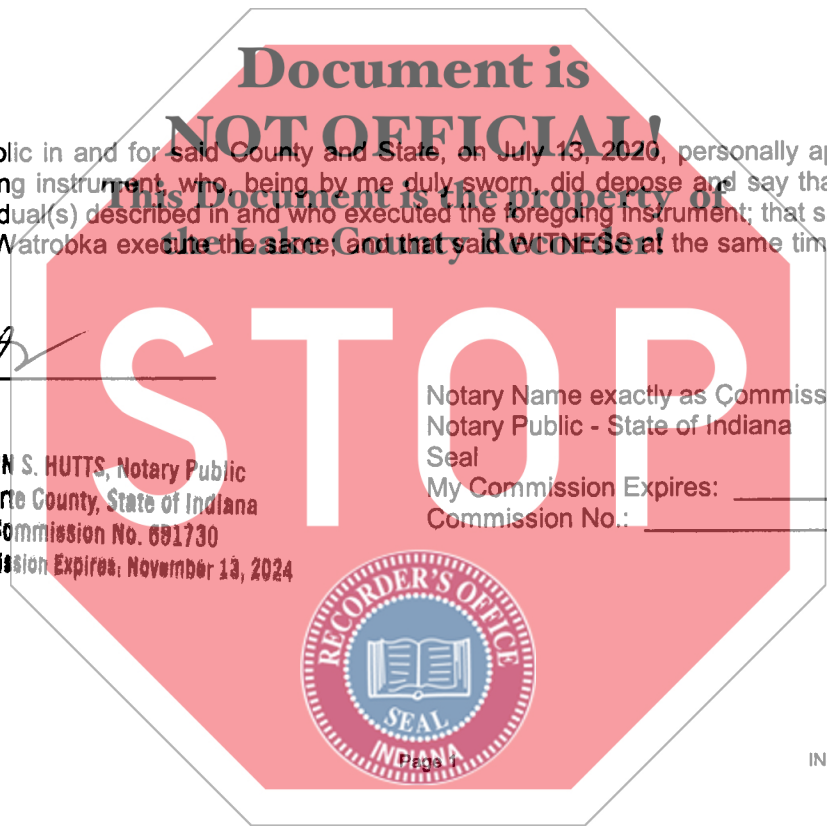 Document is
NOT OFFICIAL!
blic in and for said County and State, on July 13, 2020, personally ap
ng instrument, who, being by me duly sworn, did depose and say tha
This Document is the property of
dual(s) described in and who executed the foregoing instrument; that s
the Lake County Recorder!
Watrobka execute the same; and that said WITNESS at the same tim
STOP
Notary Name exactly as Commiss
Notary Public - State of Indiana
Seal
My Commission Expires:
Commission No.:
N S. HUTTS, Notary Public
rte County, State of Indiana
ommission No. 691730
ission Expires: November 13, 2024
RECORDER'S OFFICE
SEAL
INDIANA
Page 1
IN